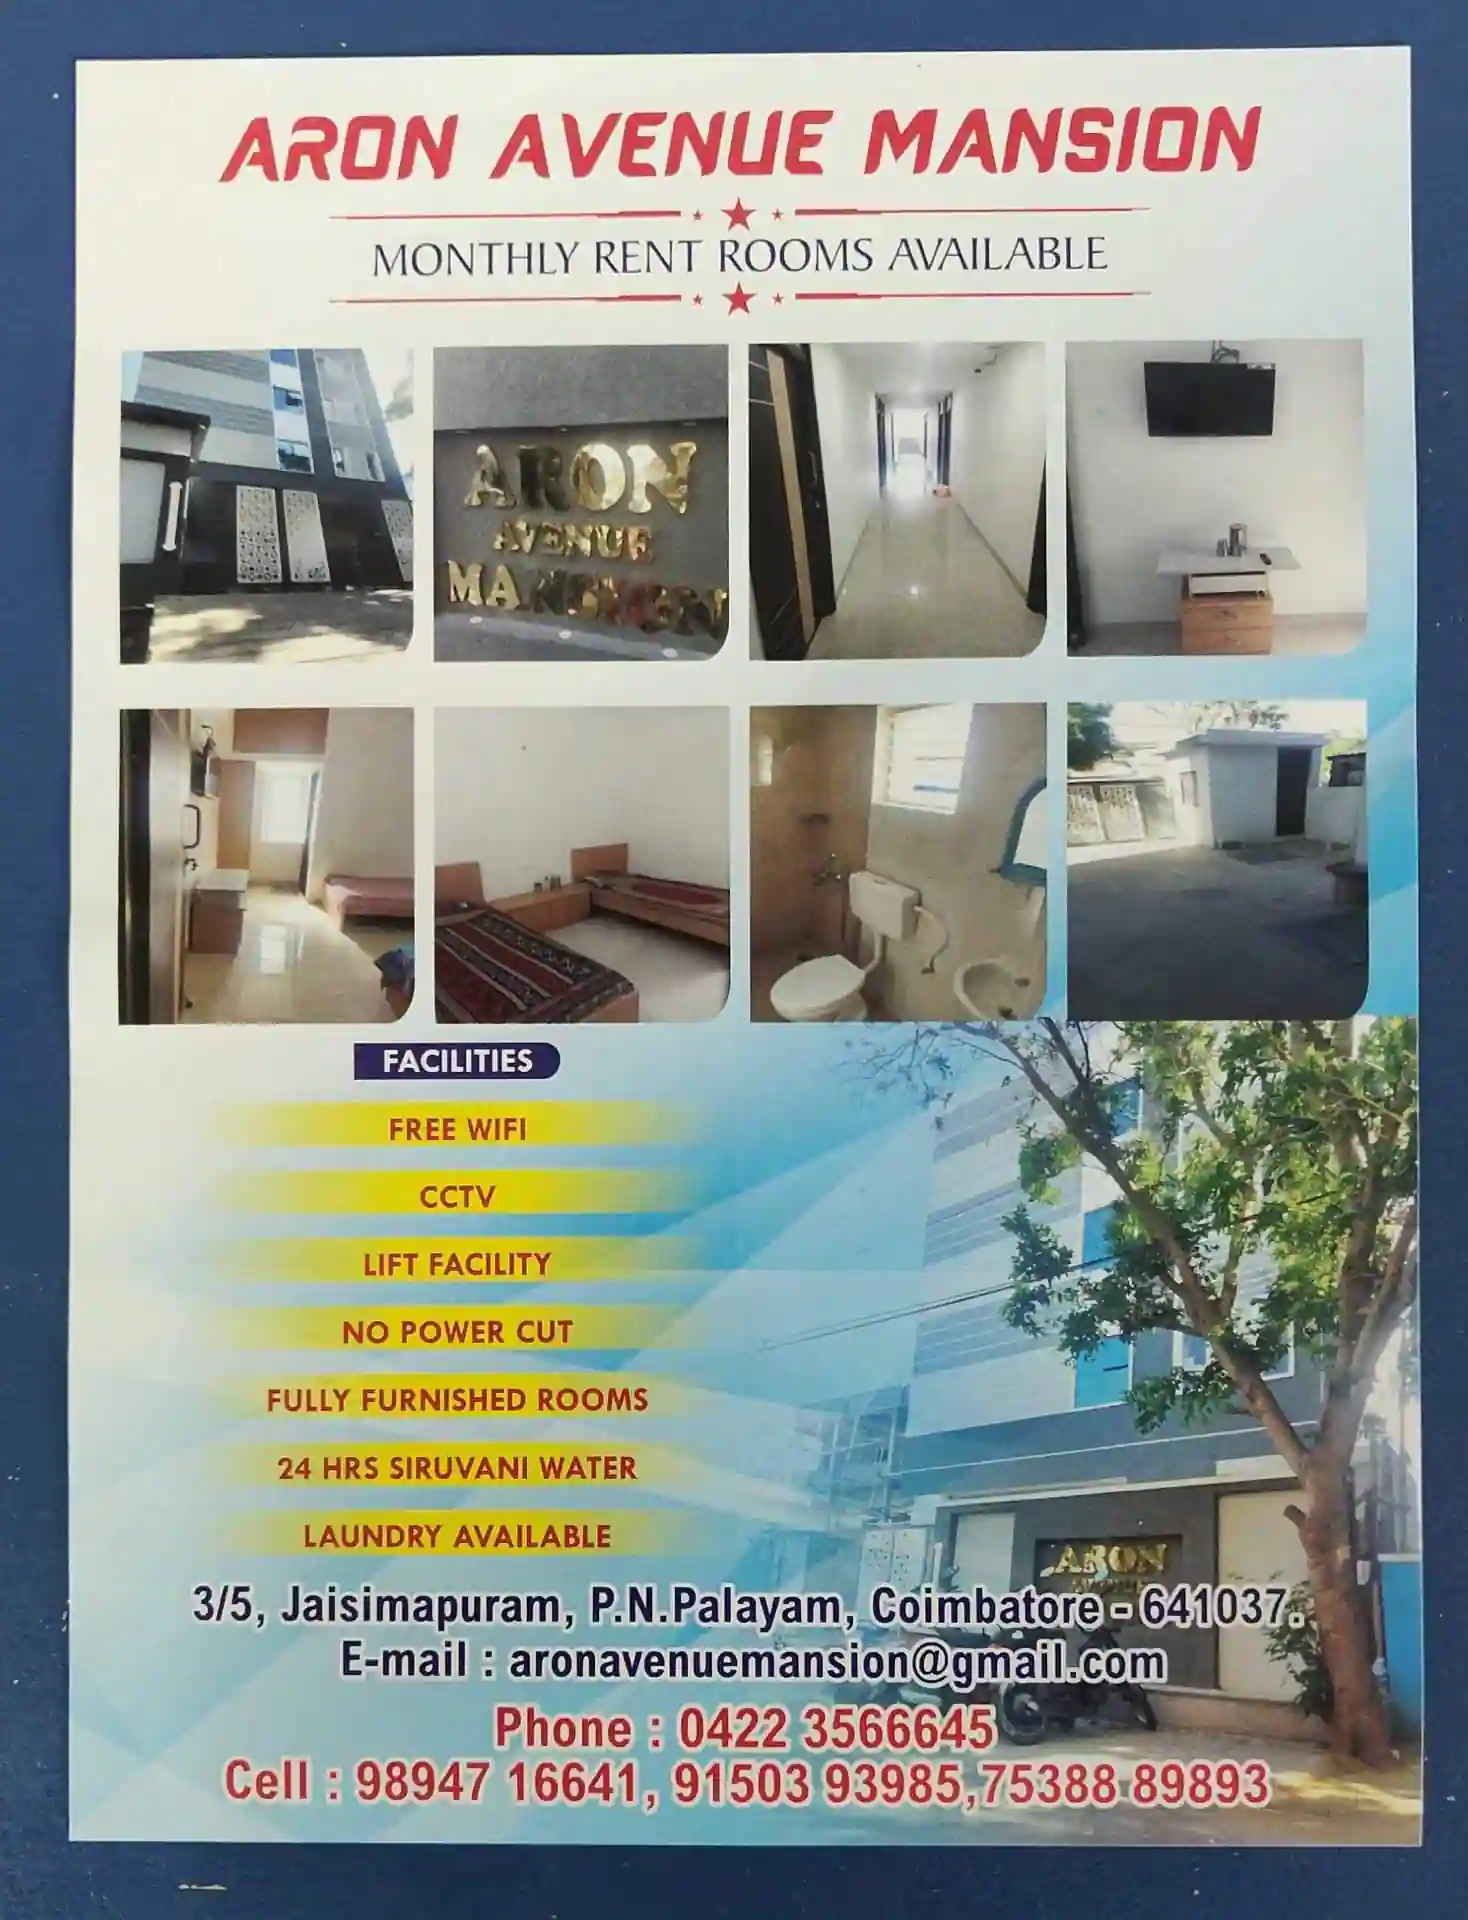 ARON AVENUE MANSION
MONTHLY RENT ROOMS AVAILABLE
ARON
AVENUE
MANSION
FACILITIES
FREE WIFI
CCTV
LIFT FACILITY
NO POWER CUT
FULLY FURNISHED ROOMS
24 HRS SIRUVANI WATER
LAUNDRY AVAILABLE
ARON
3/5, Jaisimapuram, P.N.Palayam, Coimbatore - 641037.
E-mail : aronavenuemansion@gmail.com
Phone : 0422 3566645
Cell : 98947 16641, 91503 93985,75388 89893